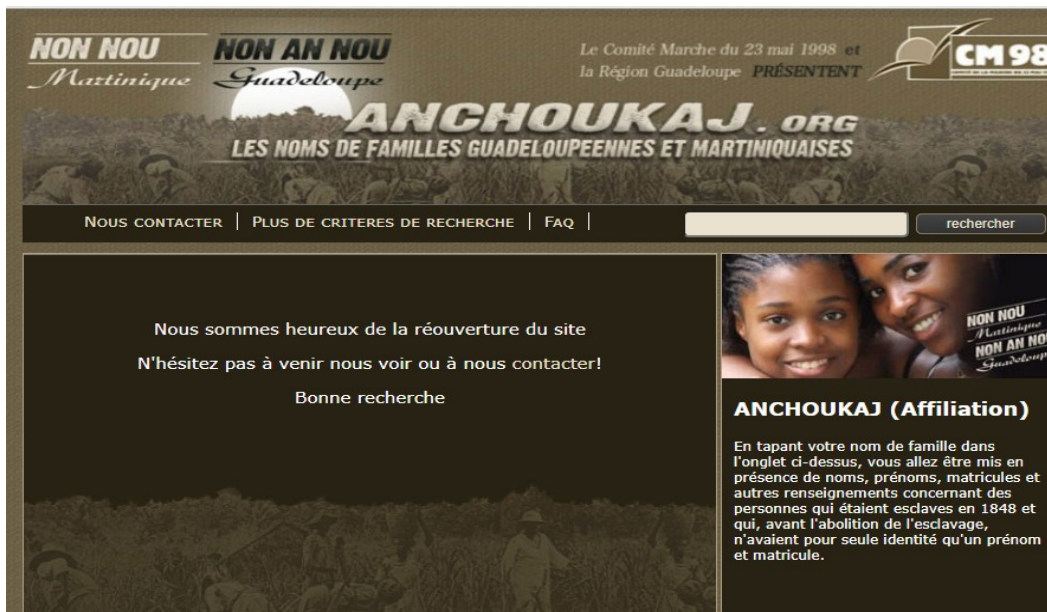 NON NOU
Martinique
NON AN NOU
Guadeloupe
Le Comité Marche du 23 mai 1998 et
la Région Guadeloupe PRÉSENTENT
CM 98
ANCHOUKAJ.ORG
LES NOMS DE FAMILLES GUADELOUPEENNES ET MARTINIQUAISES
NOUS CONTACTER | PLUS DE CRITERES DE RECHERCHE | FAQ |
rechercher
Nous sommes heureux de la réouverture du site
N'hésitez pas à venir nous voir ou à nous contacter!
Bonne recherche
NON NOU
Martinique
NON AN NOU
Guadeloupe
ANCHOUKAJ (Affiliation)
En tapant votre nom de famille dans
l'onglet ci-dessus, vous allez être mis en
présence de noms, prénoms, matricules et
autres renseignements concernant des
personnes qui étaient esclaves en 1848 et
qui, avant l'abolition de l'esclavage,
n'avaient pour seule identité qu'un prénom
et matricule.